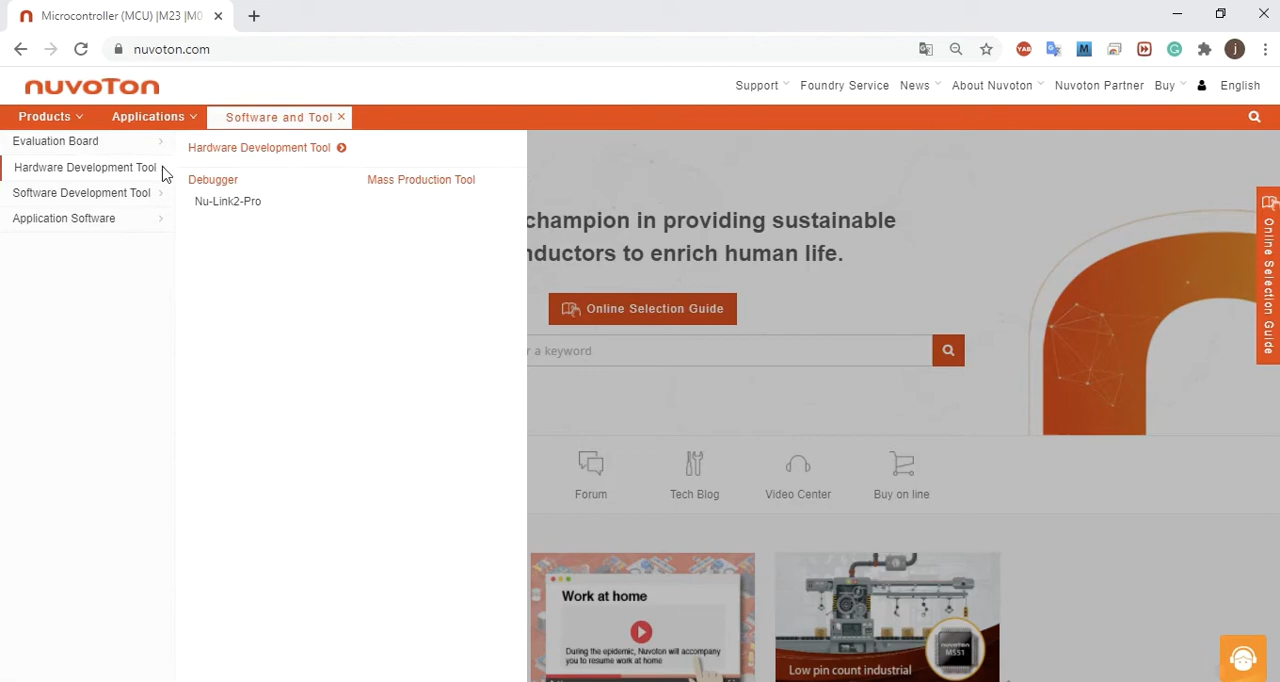 Microcontroller (MCU) |M23 |M0
nuvoton.com
YAB
M
j
nuvoTon
Support
Foundry Service
News
About Nuvoton
Nuvoton Partner
Buy
English
Products
Applications
Software and Tool
Evaluation Board
Hardware Development Tool
Software Development Tool
Application Software
Hardware Development Tool
Debugger
Nu-Link2-Pro
Mass Production Tool
champion in providing sustainable
nductors to enrich human life.
Online Selection Guide
r a keyword
Online Selection Guide
Forum
Tech Blog
Video Center
Buy on line
Work at home
During the epidemic, Nuvoton will accompany
you to resume work at home
nuvoTon
M551
Low pin count industrial